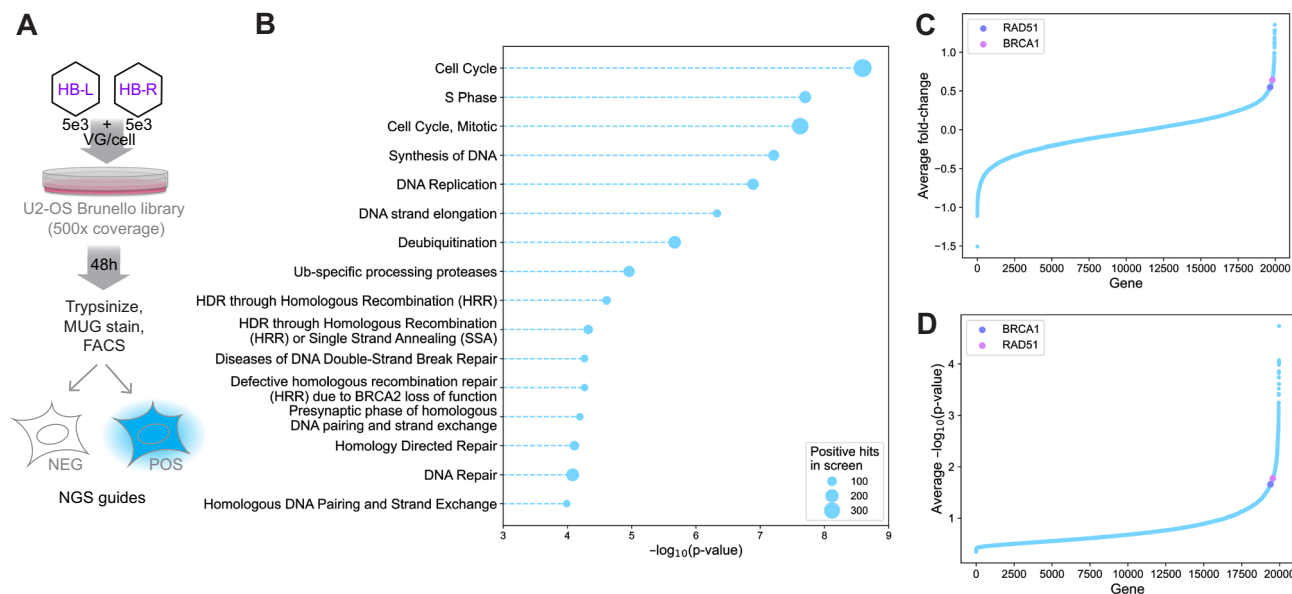 A
HB-L
HB-R
5e3 + 5e3
VG/cell
U2-OS Brunello library
(500x coverage)
48h
Trypsinize,
MUG stain,
FACS
NEG
POS
NGS guides
B
Cell Cycle
S Phase
Cell Cycle, Mitotic
Synthesis of DNA
DNA Replication
DNA strand elongation
Deubiquitination
Ub-specific processing proteases
HDR through Homologous Recombination (HRR)
HDR through Homologous Recombination
(HRR) or Single Strand Annealing (SSA)
Diseases of DNA Double-Strand Break Repair
Defective homologous recombination repair
(HRR) due to BRCA2 loss of function
Presynaptic phase of homologous
DNA pairing and strand exchange
Homology Directed Repair
DNA Repair
Homologous DNA Pairing and Strand Exchange
Positive hits
in screen
100
200
300
3 4 5 6 7 8 9
−log₁₀(p-value)
C
RAD51
BRCA1
Average fold-change
1.0
0.5
0.0
−0.5
−1.0
−1.5
0 2500 5000 7500 10000 12500 15000 17500 20000
Gene
D
BRCA1
RAD51
Average −log₁₀(p-value)
4
3
2
1
0 2500 5000 7500 10000 12500 15000 17500 20000
Gene